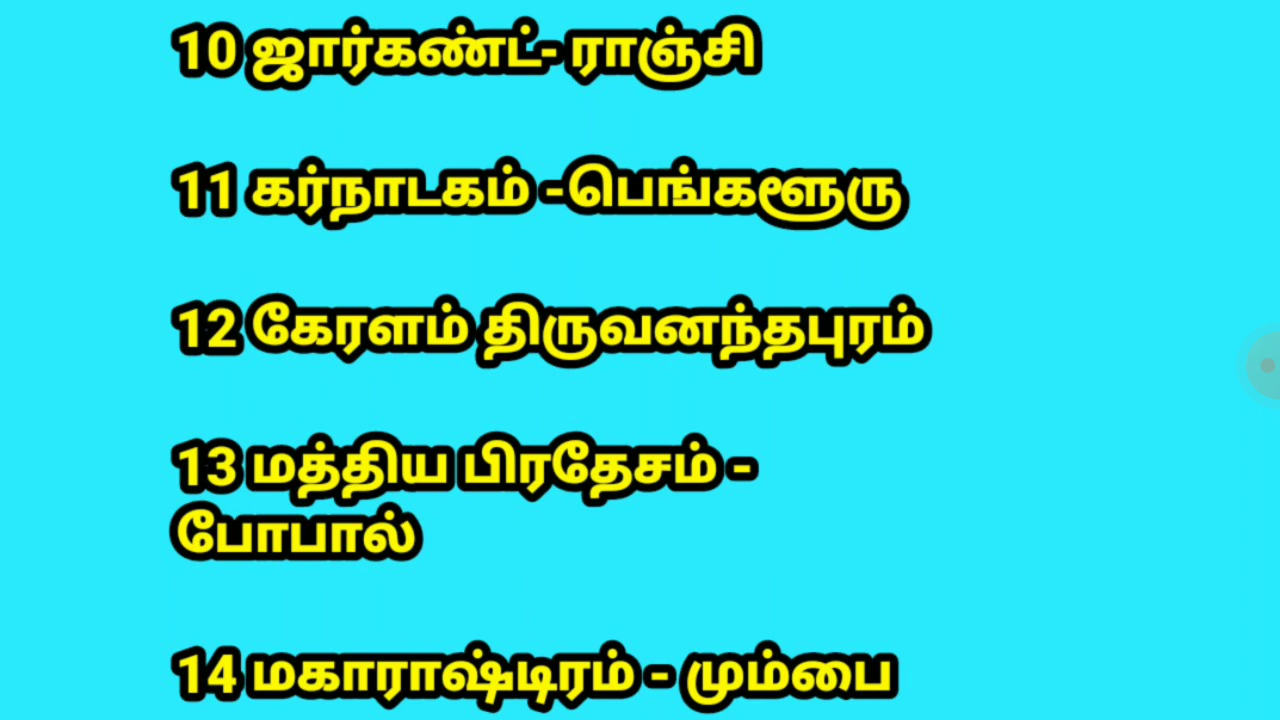 10 ஜார்கண்ட்- ராஞ்சி
11 கர்நாடகம் -பெங்களூரு
12 கேரளம் திருவனந்தபுரம்
13 மத்திய பிரதேசம் -
போபால்
14 மகாராஷ்டிரம் - மும்பை